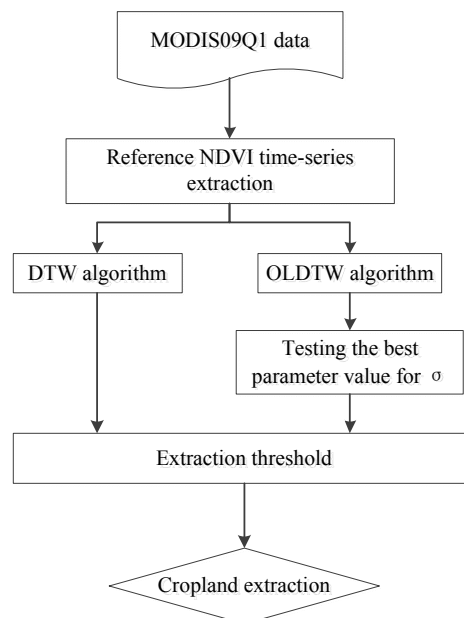 MODIS09Q1 data
Reference NDVI time-series
extraction
DTW algorithm
OLDTW algorithm
Testing the best
parameter value for σ
Extraction threshold
Cropland extraction